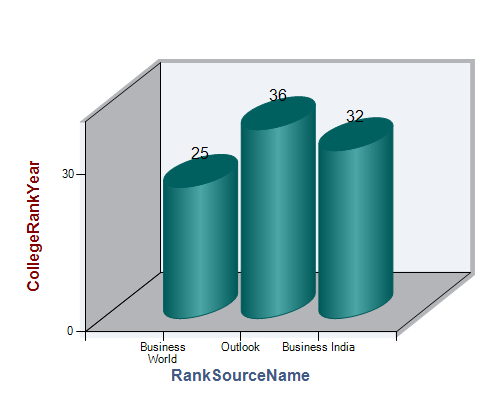 36
32
25
30
0
CollegeRankYear
Business World
Outlook
Business India
RankSourceName